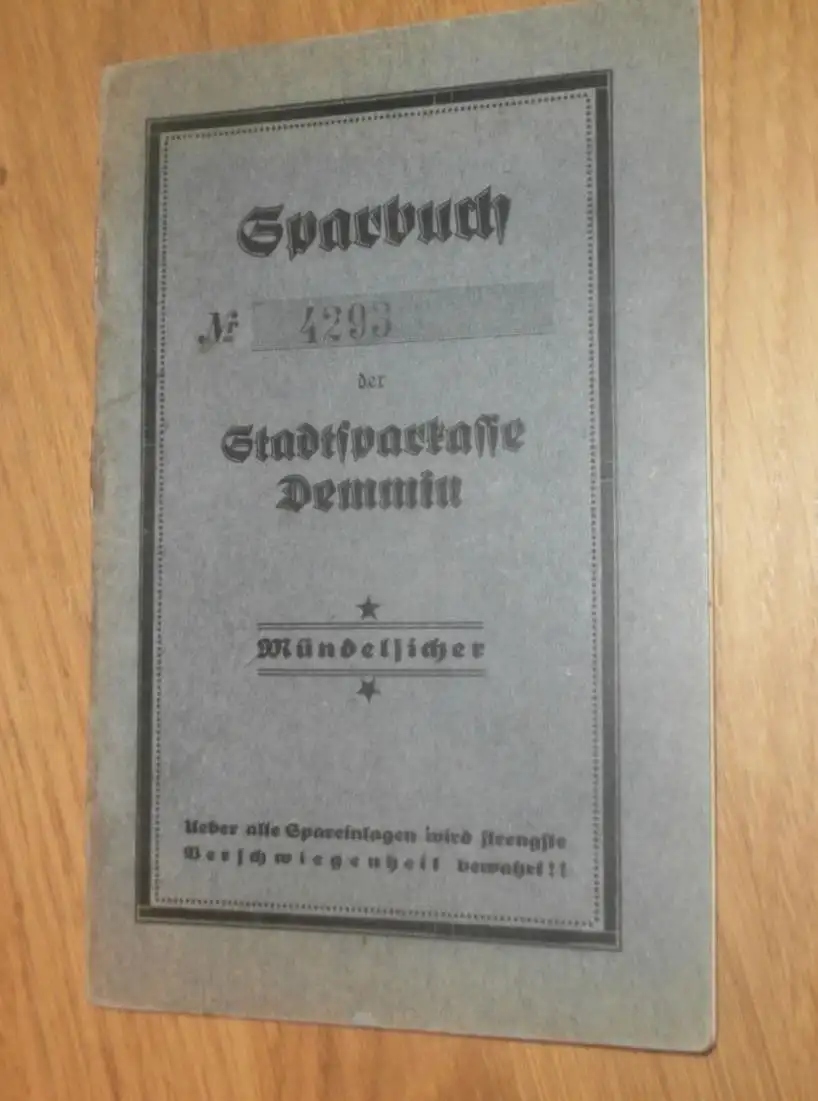 Sparbuch
№ 4293
der
Stadtsparkasse
Demmin
Mündelsicher
Ueber alle Spareinlagen wird strengste
Verschwiegenheit bewahrt!!